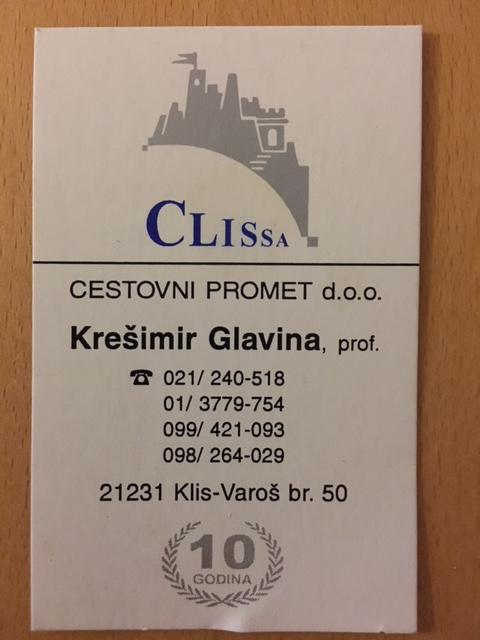 CLISSA
CESTOVNI PROMET d.o.o.
Krešimir Glavina, prof.
☎ 021/ 240-518
01/ 3779-754
099/ 421-093
098/ 264-029
21231 Klis-Varoš br. 50
10
GODINA